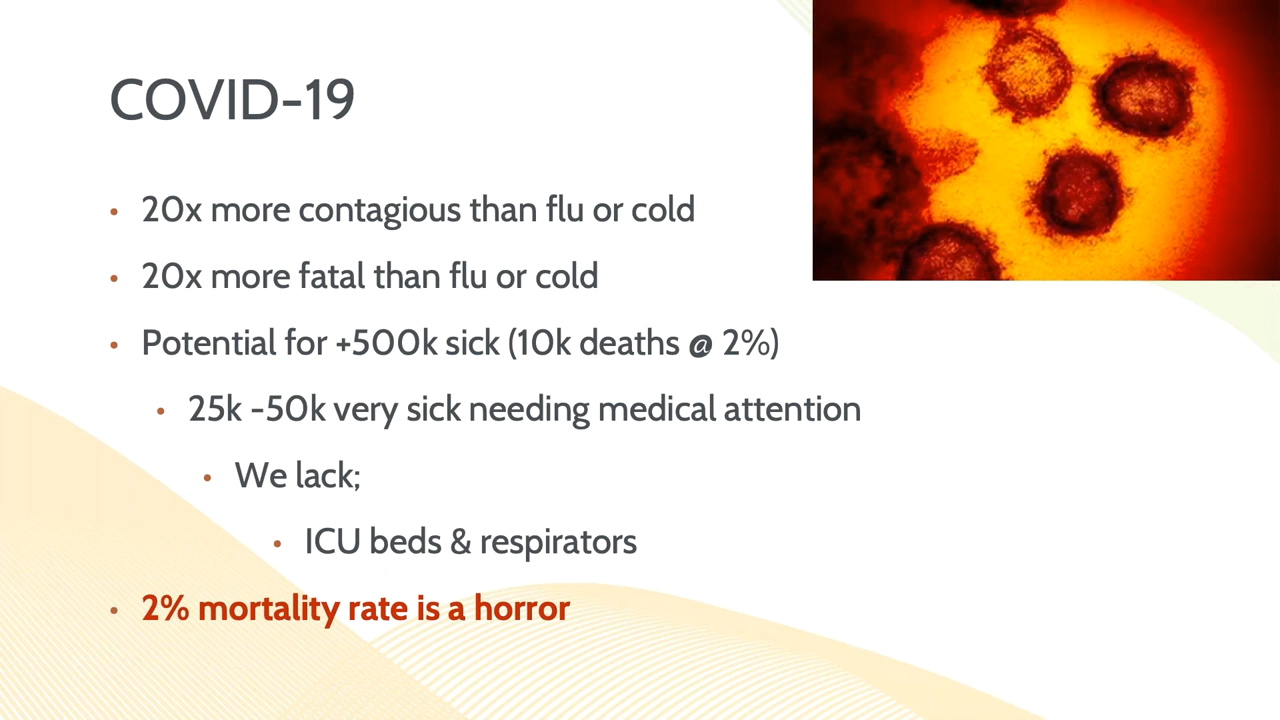 COVID-19
• 20x more contagious than flu or cold
• 20x more fatal than flu or cold
• Potential for +500k sick (10k deaths @ 2%)
• 25k -50k very sick needing medical attention
• We lack;
• ICU beds & respirators
• 2% mortality rate is a horror